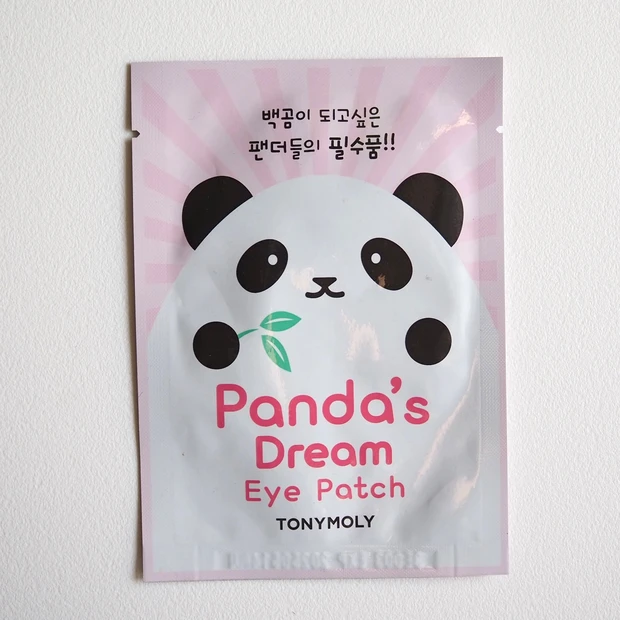 백곰이 되고싶은
팬더들의 필수품!!
Panda's
Dream
Eye Patch
TONYMOLY